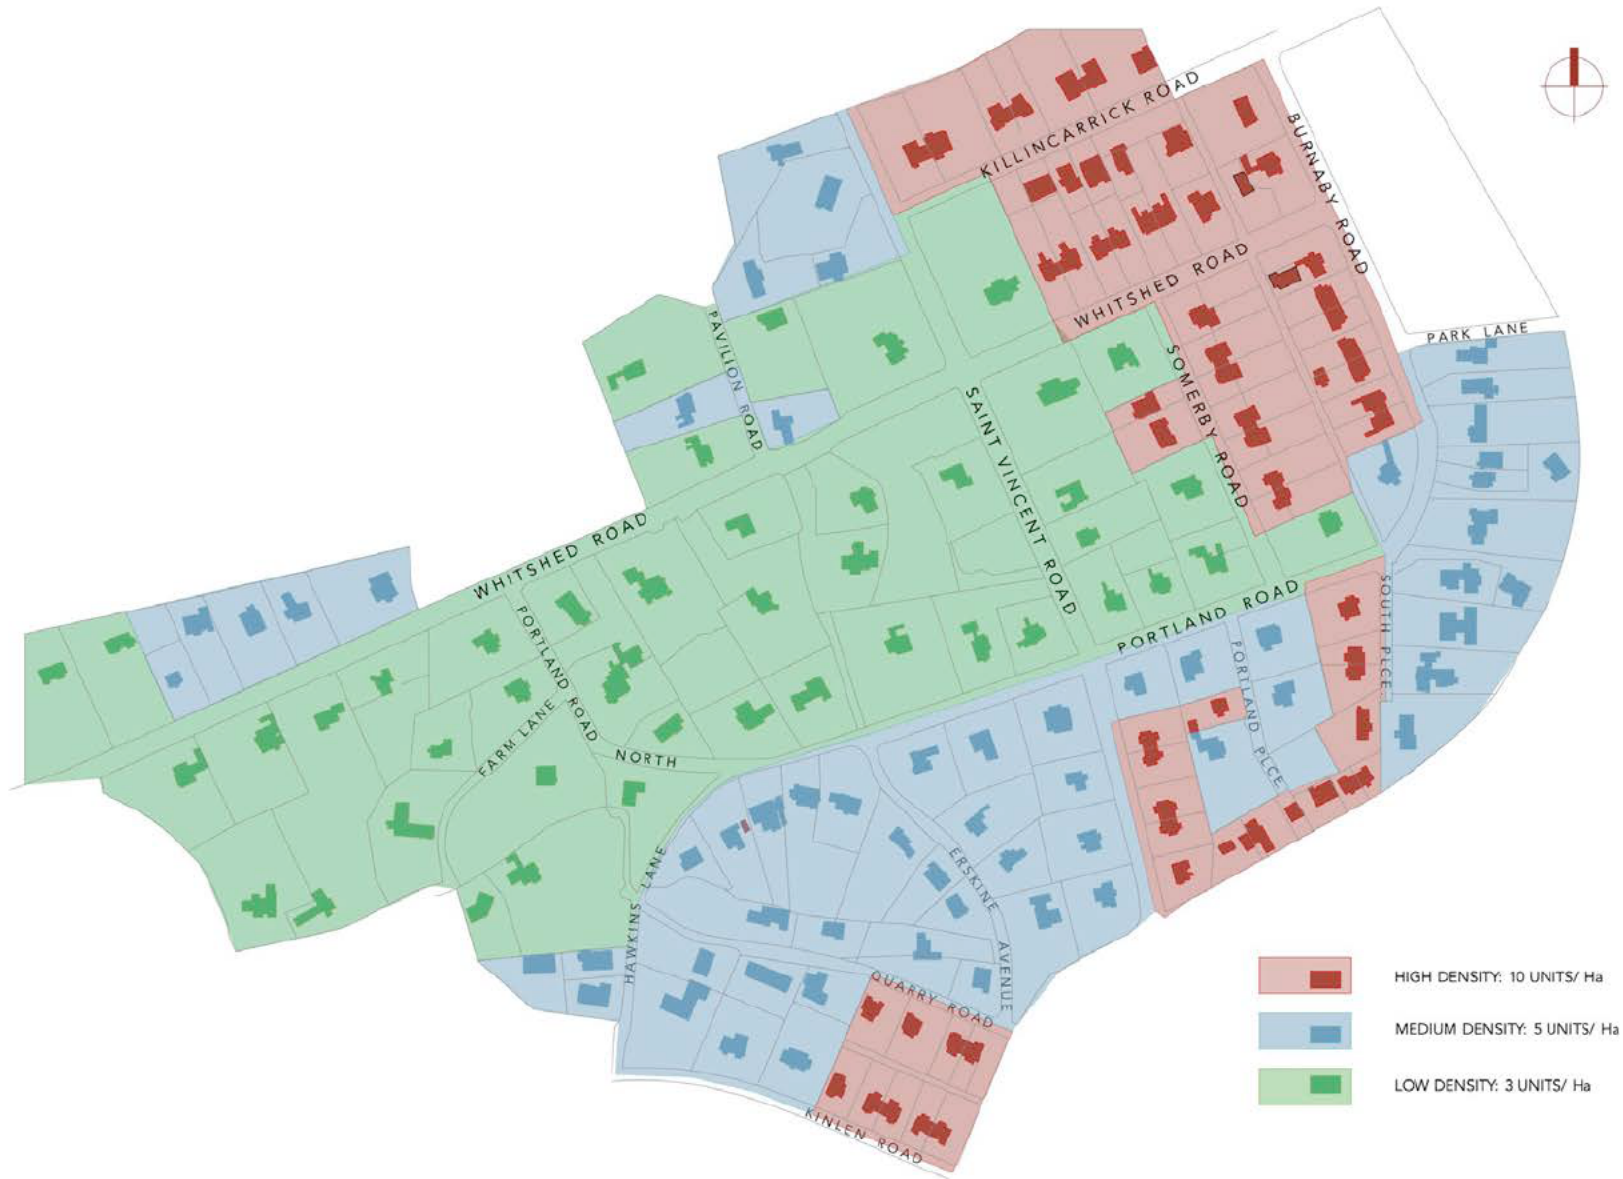 KILLINCARRICK ROAD
BURNABY ROAD
WHITSHED ROAD
PARK LANE
PAVILION ROAD
SOMERBY ROAD
SAINT VINCENT ROAD
WHITSHED ROAD
PORTLAND ROAD
SOUTH PLCE
PORTLAND ROAD
PORTLAND PLCE
FARM LANE
NORTH
HAWKINS LANE
ERSKINE
AVENUE
QUARRY ROAD
KINLEN ROAD
HIGH DENSITY: 10 UNITS/ Ha
MEDIUM DENSITY: 5 UNITS/ Ha
LOW DENSITY: 3 UNITS/ Ha